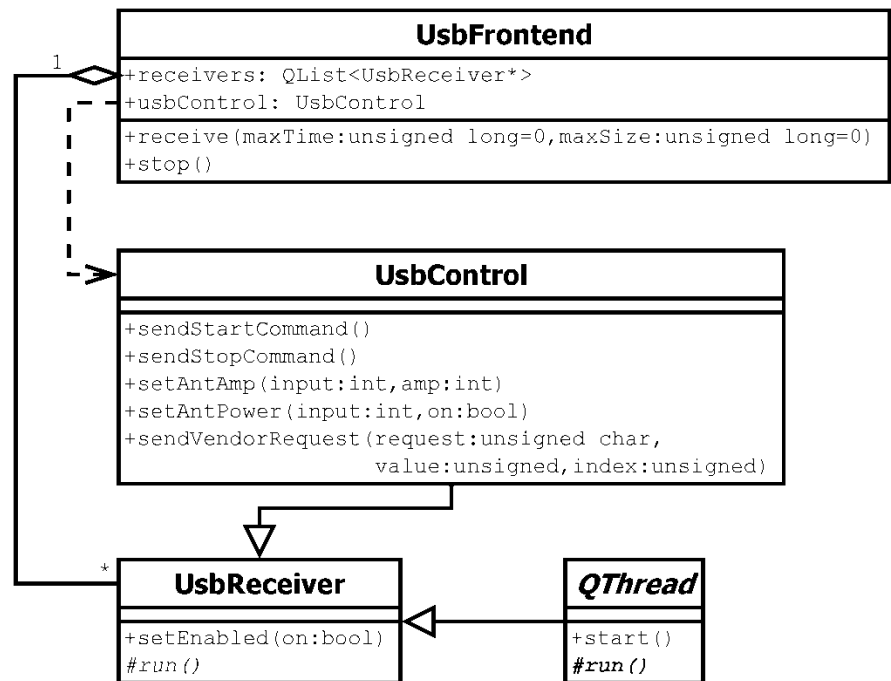 UsbFrontend
1
+receivers: QList<UsbReceiver*>
+usbControl: UsbControl
+receive(maxTime:unsigned long=0,maxSize:unsigned long=0)
+stop()
UsbControl
+sendStartCommand()
+sendStopCommand()
+setAntAmp(input:int,amp:int)
+setAntPower(input:int,on:bool)
+sendVendorRequest(request:unsigned char,
value:unsigned,index:unsigned)
*
UsbReceiver
+setEnabled(on:bool)
#run()
QThread
+start()
#run()